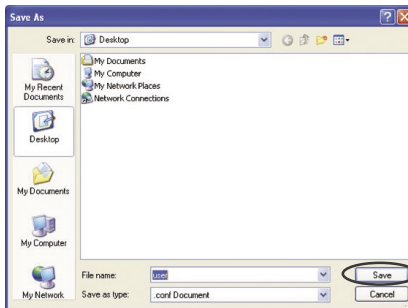 Save As
Save in: Desktop
My Documents
My Computer
My Network Places
Network Connections
My Recent
Documents
Desktop
My Documents
My Computer
My Network
File name: user Save
Save as type: .conf Document Cancel